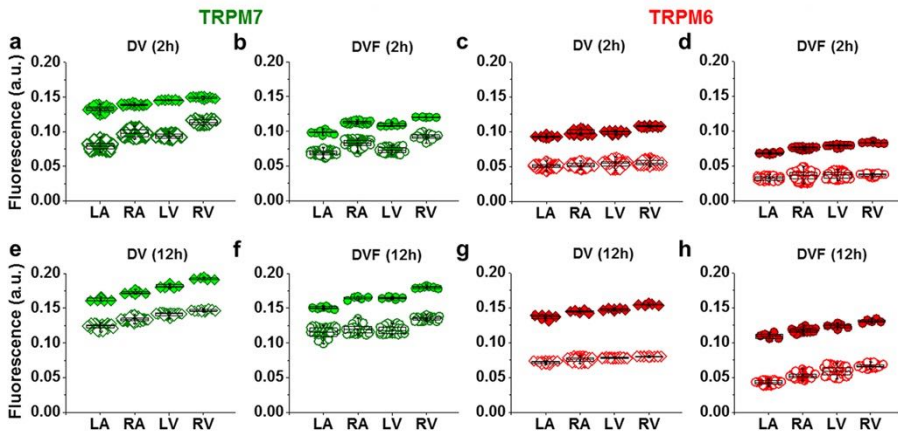 TRPM7 TRPM6
a DV (2h) b DVF (2h) c DV (2h) d DVF (2h)
Fluorescence (a.u.)
0.20 0.20 0.20 0.20
0.15 0.15 0.15 0.15
0.10 0.10 0.10 0.10
0.05 0.05 0.05 0.05
0.00 0.00 0.00 0.00
LA RA LV RV LA RA LV RV LA RA LV RV LA RA LV RV
e DV (12h) f DVF (12h) g DV (12h) h DVF (12h)
Fluorescence (a.u.)
0.20 0.20 0.20 0.20
0.15 0.15 0.15 0.15
0.10 0.10 0.10 0.10
0.05 0.05 0.05 0.05
0.00 0.00 0.00 0.00
LA RA LV RV LA RA LV RV LA RA LV RV LA RA LV RV